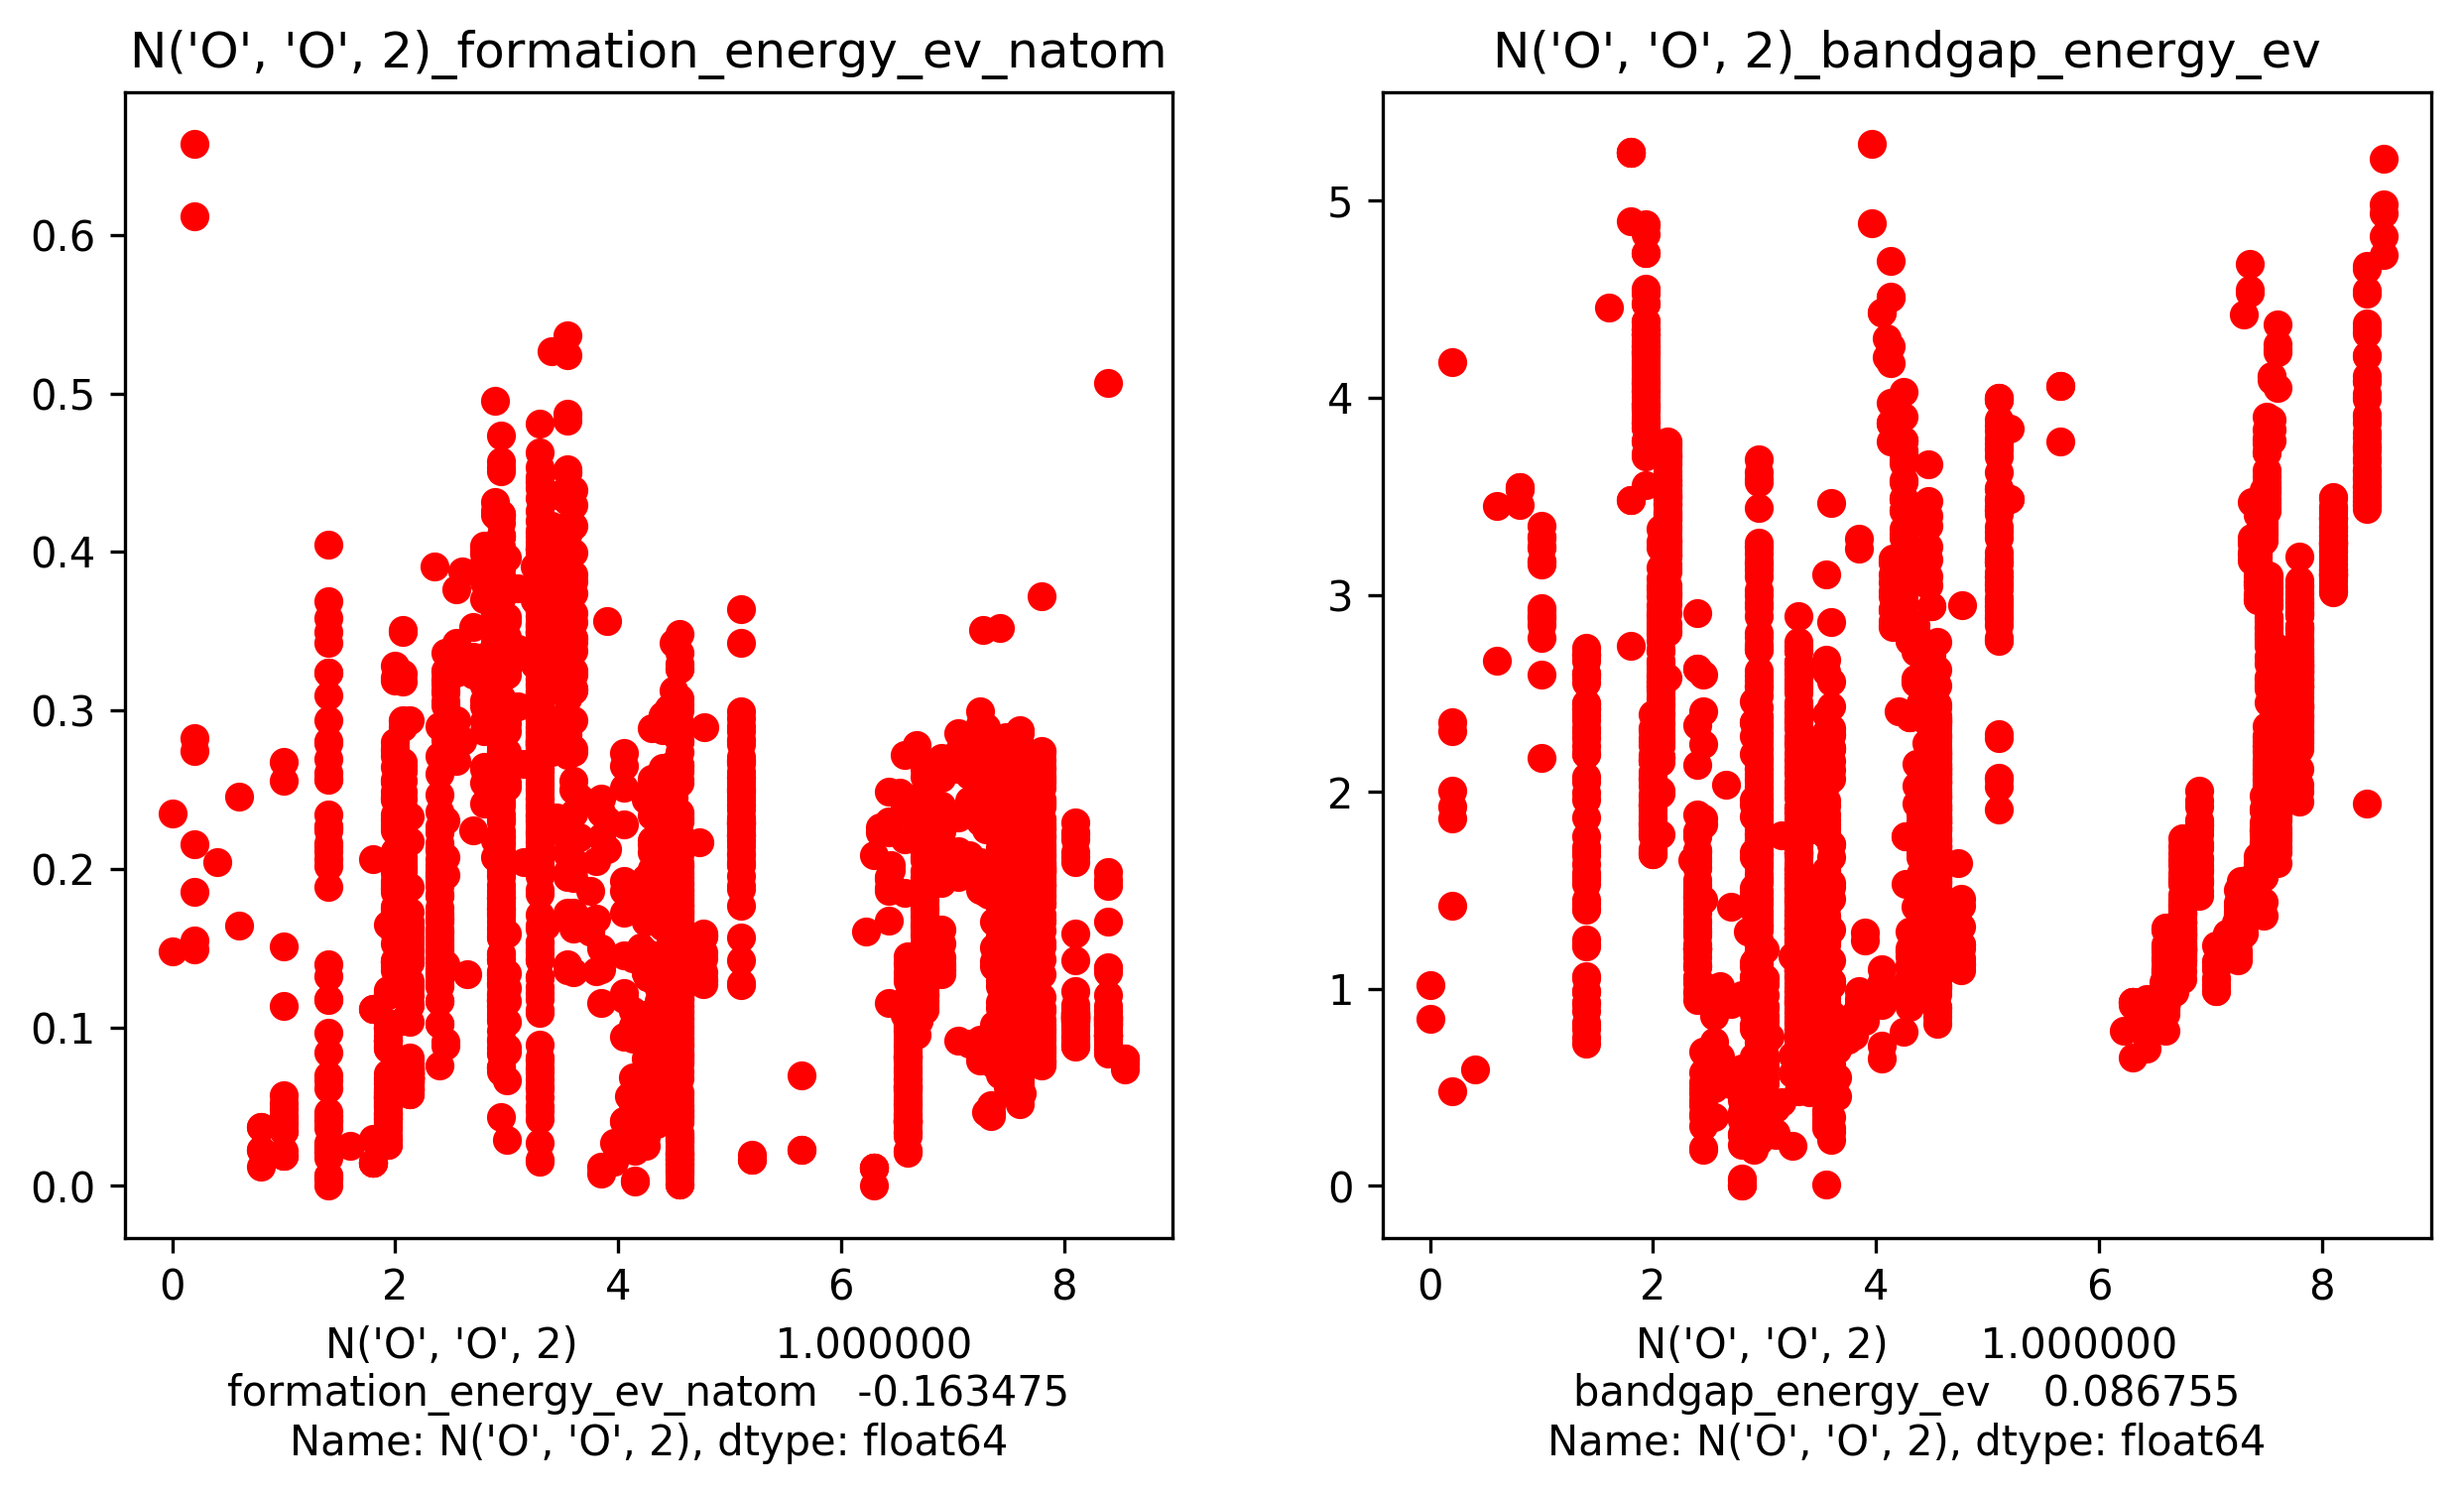 N('O', 'O', 2)_formation_energy_ev_natom
0.6
0.5
0.4
0.3
0.2
0.1
0.0
0 2 4 6 8
N('O', 'O', 2) 1.000000
formation_energy_ev_natom -0.163475
Name: N('O', 'O', 2), dtype: float64
N('O', 'O', 2)_bandgap_energy_ev
5
4
3
2
1
0
0 2 4 6 8
N('O', 'O', 2) 1.000000
bandgap_energy_ev 0.086755
Name: N('O', 'O', 2), dtype: float64